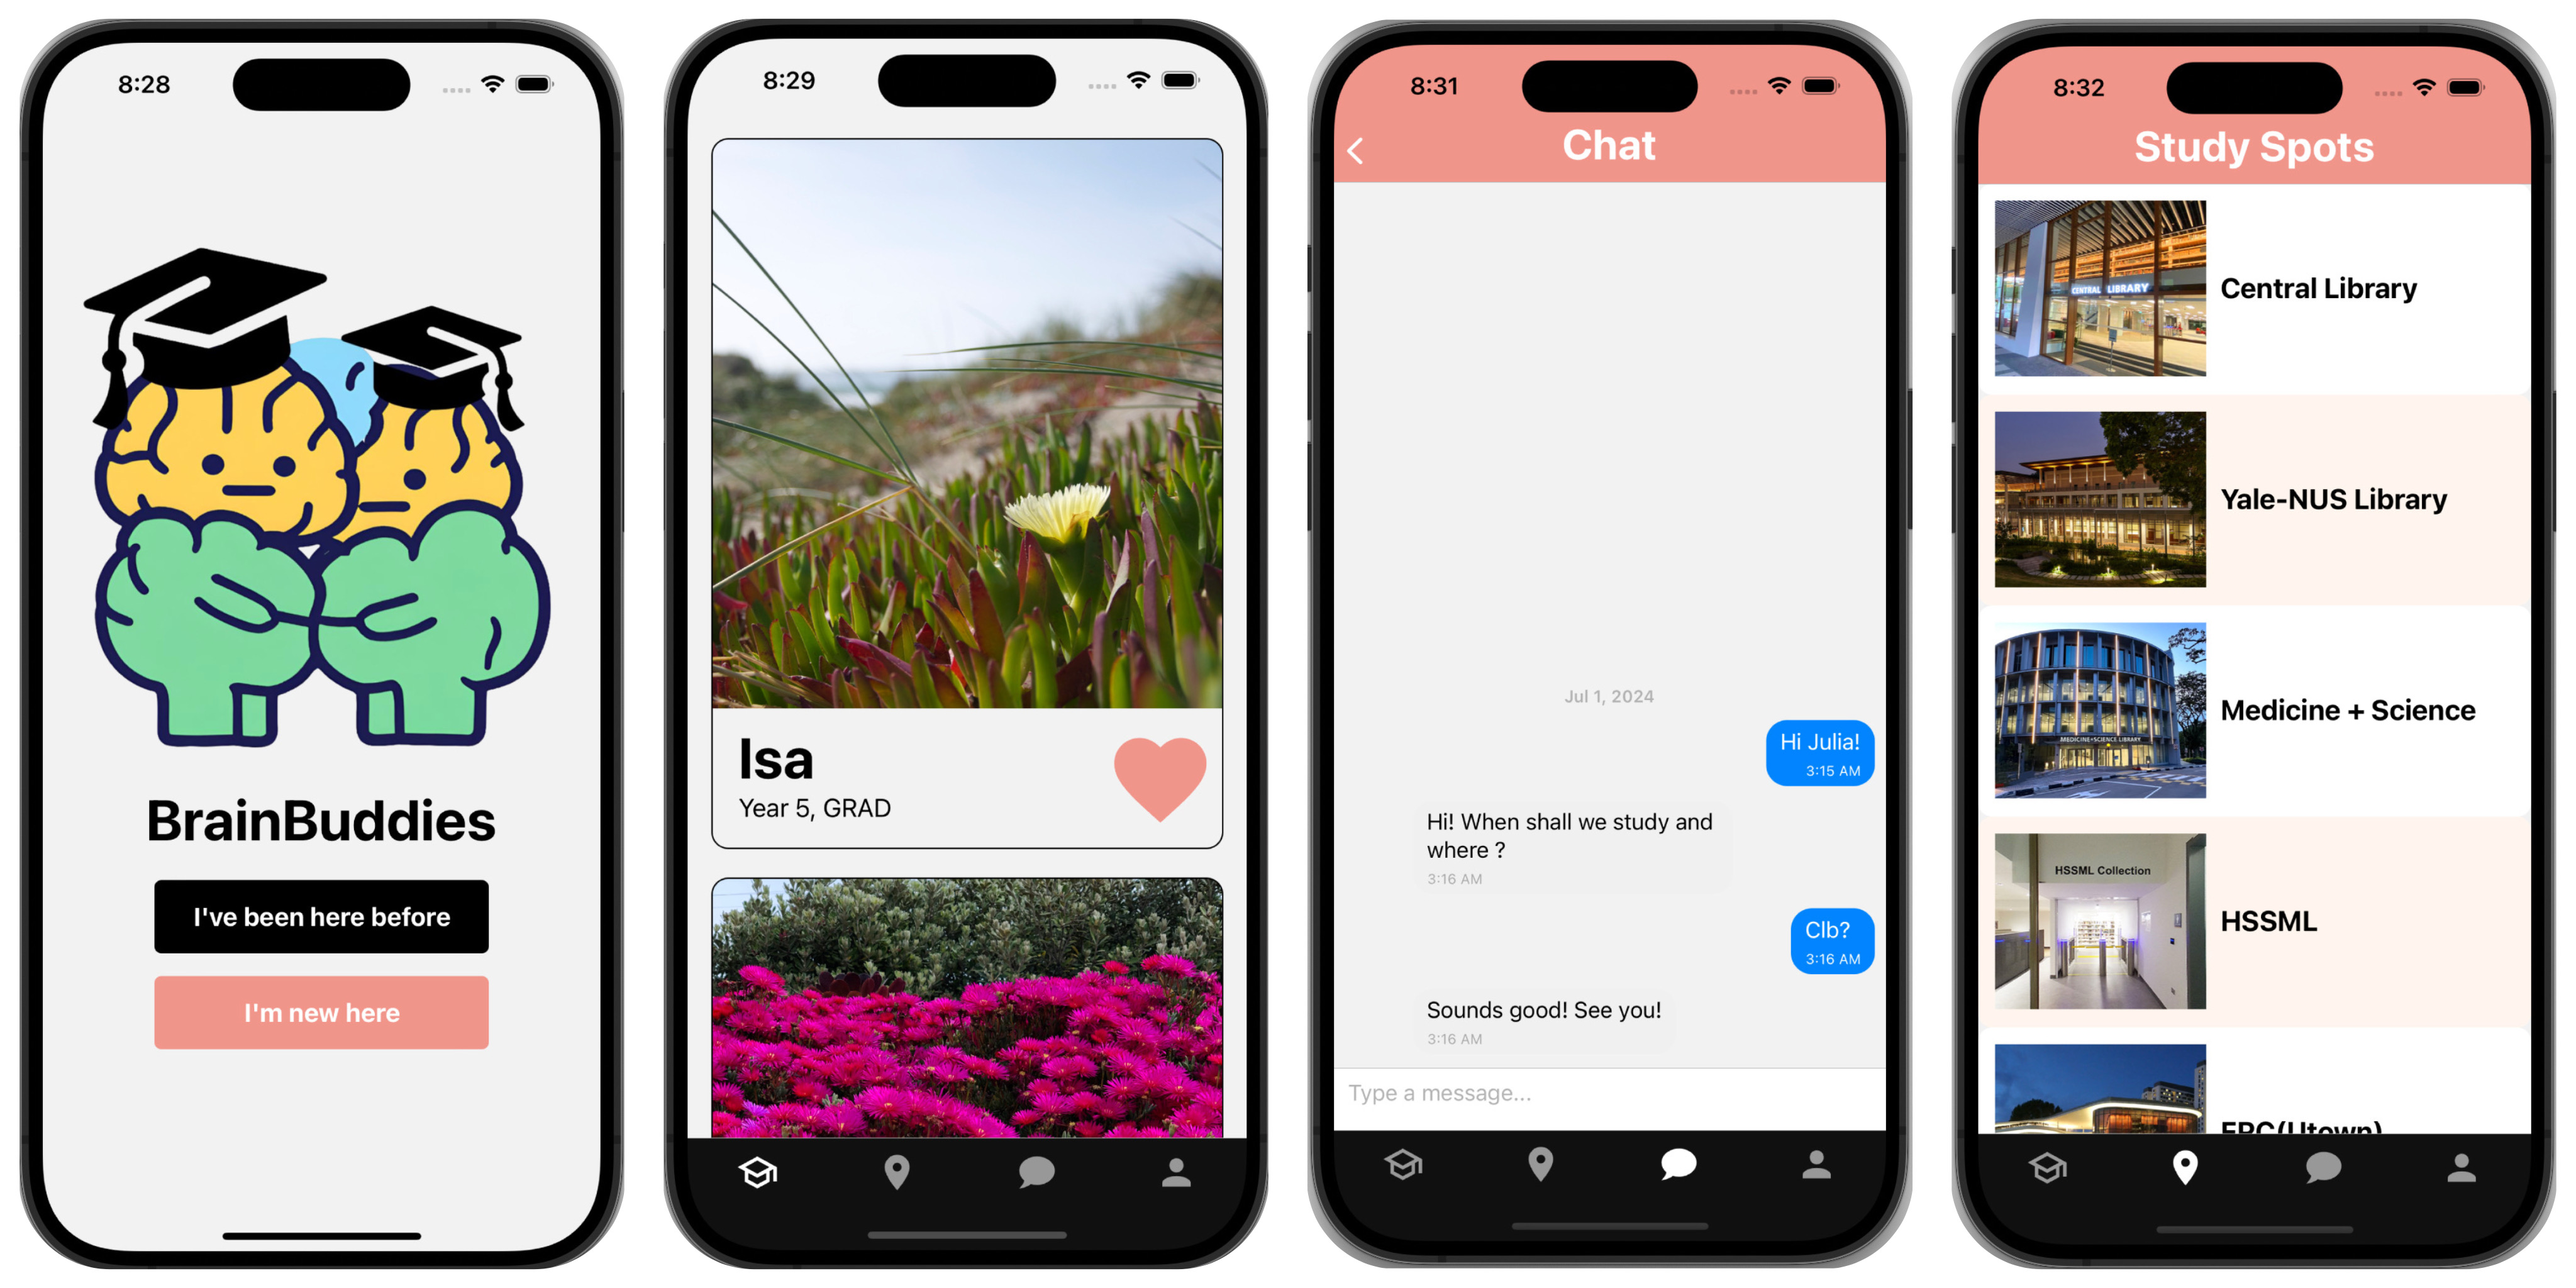 8:28
BrainBuddies
I've been here before
I'm new here
8:29
Isa
Year 5, GRAD
8:31
Chat
Jul 1, 2024
Hi Julia!
3:15 AM
Hi! When shall we study and
where ?
3:16 AM
Clb?
3:16 AM
Sounds good! See you!
3:16 AM
Type a message...
8:32
Study Spots
CENTRAL LIBRARY
Central Library
Yale-NUS Library
MEDICINE+SCIENCE LIBRARY
Medicine + Science
HSSML Collection
HSSML
ERC(Utown)